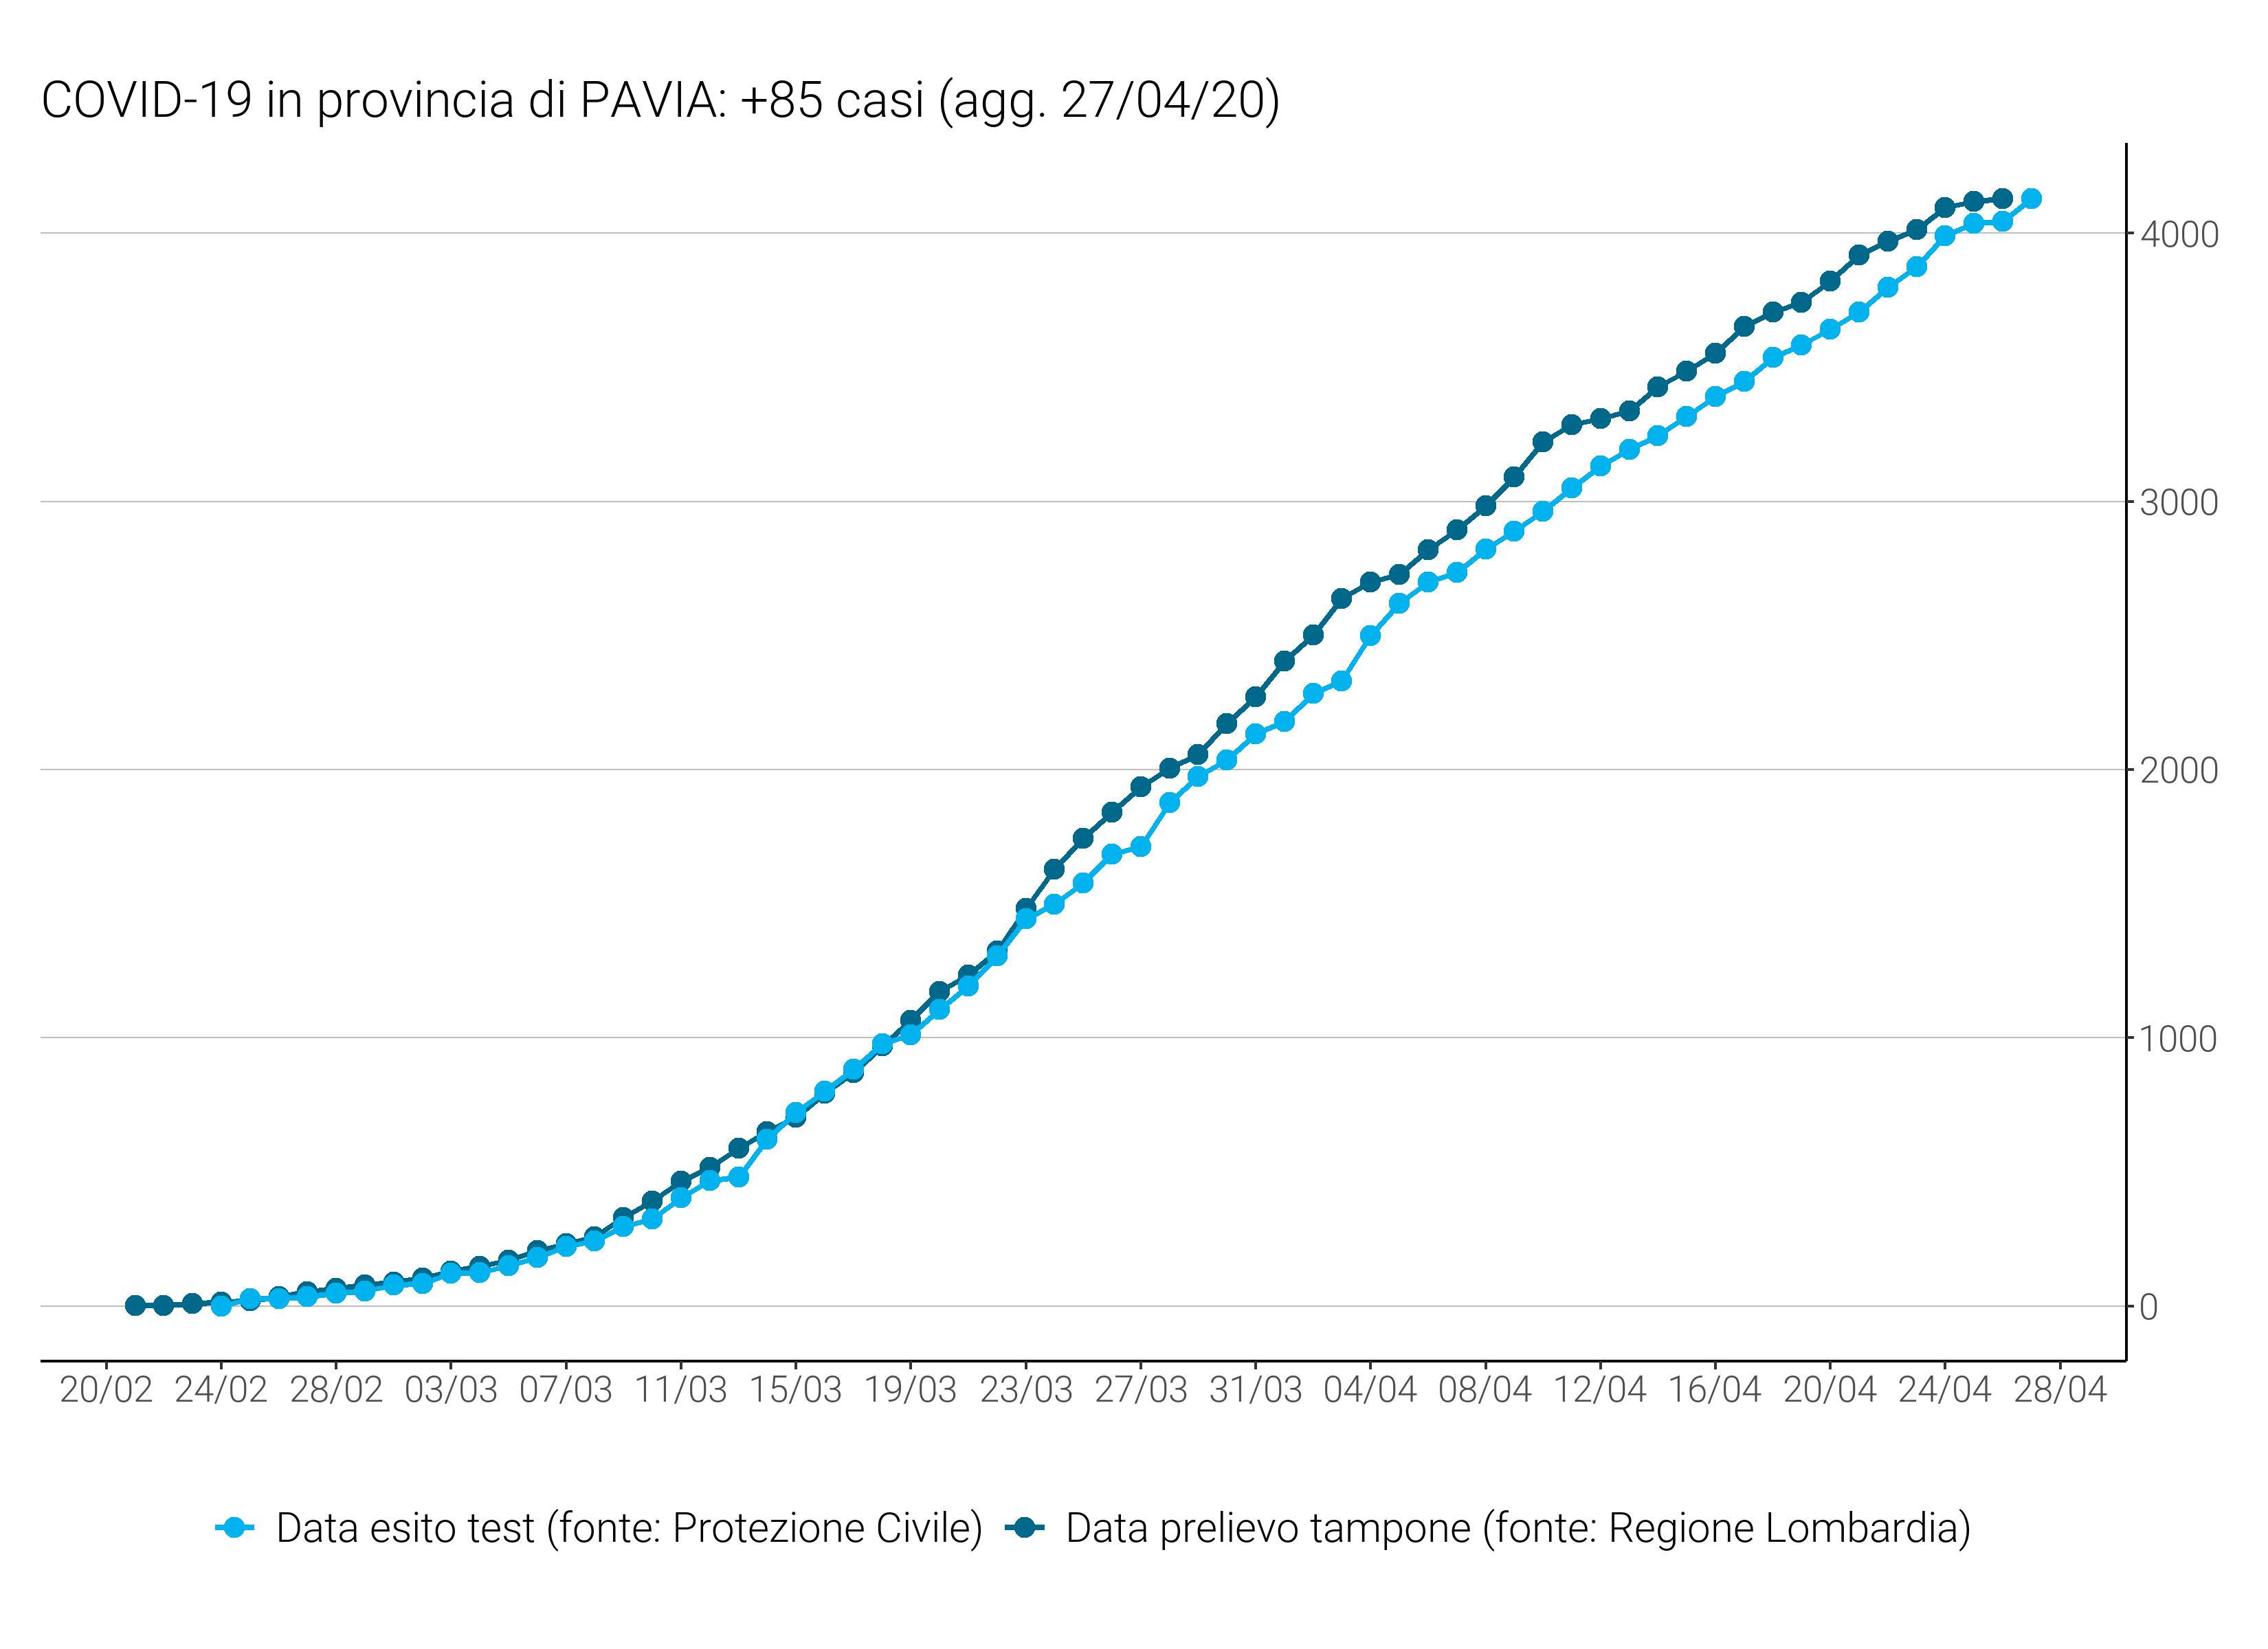 COVID-19 in provincia di PAVIA: +85 casi (agg. 27/04/20)
4000
3000
2000
1000
0
20/02 24/02 28/02 03/03 07/03 11/03 15/03 19/03 23/03 27/03 31/03 04/04 08/04 12/04 16/04 20/04 24/04 28/04
Data esito test (fonte: Protezione Civile) Data prelievo tampone (fonte: Regione Lombardia)